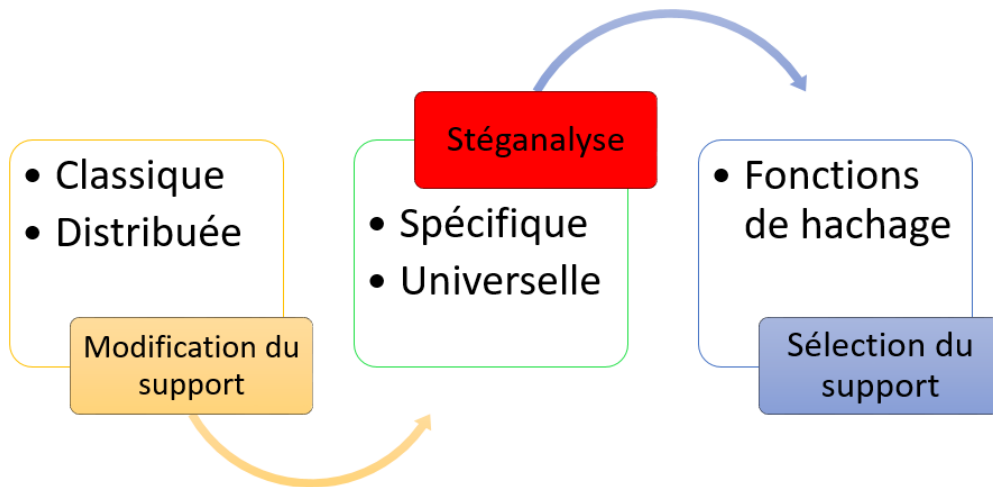 • Classique
• Distribuée
Modification du
support
Stéganalyse
• Spécifique
• Universelle
• Fonctions
de hachage
Sélection du
support